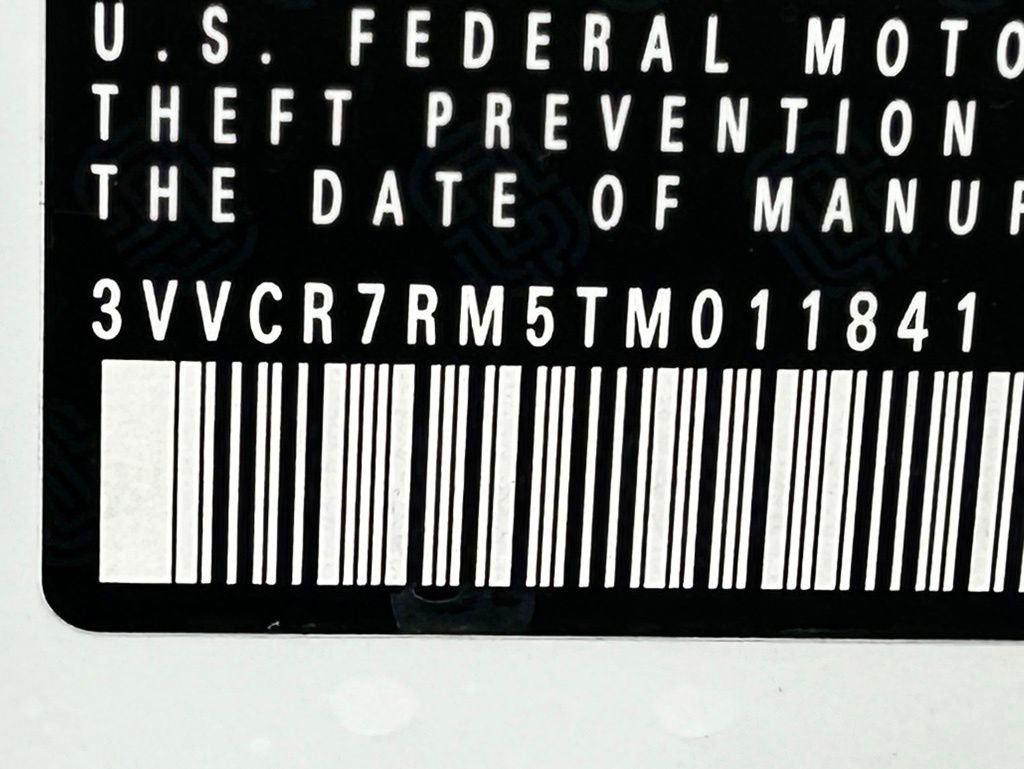 U.S. FEDERAL MOTO
THEFT PREVENTION
THE DATE OF MANUF
3VVCR7RM5TM011841